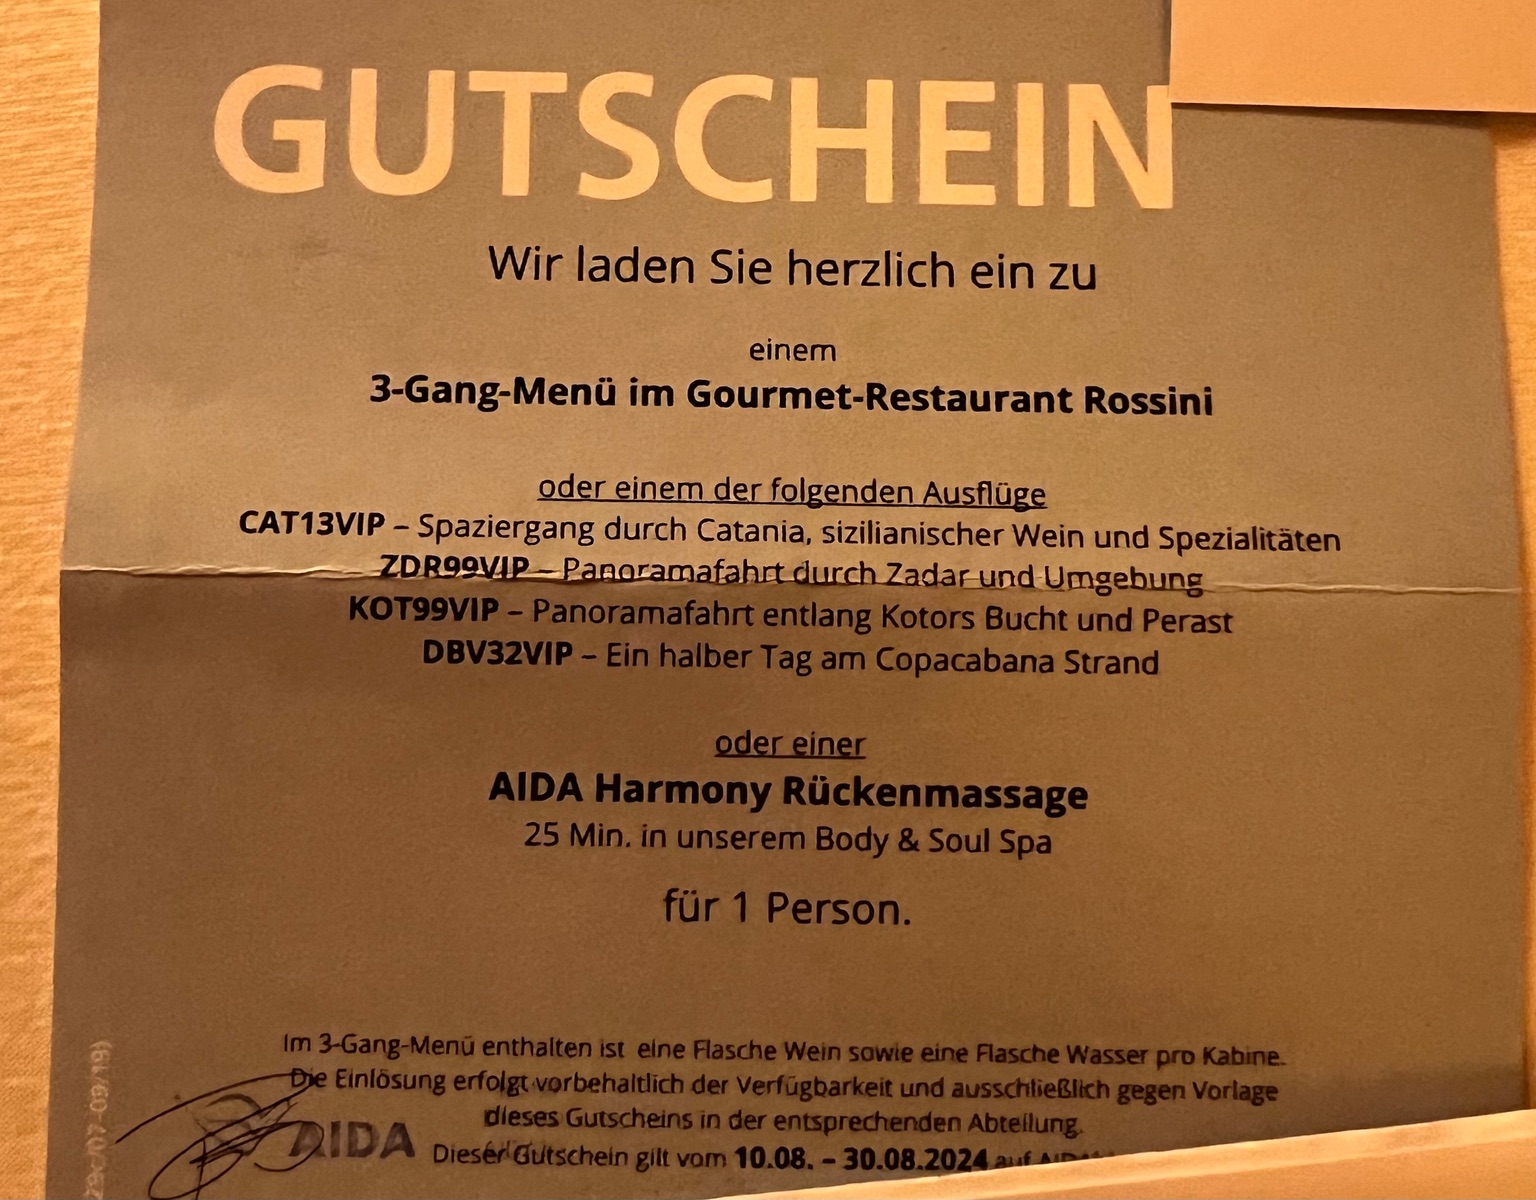 GUTSCHEIN
Wir laden Sie herzlich ein zu
einem
3-Gang-Menü im Gourmet-Restaurant Rossini
oder einem der folgenden Ausflüge
CAT13VIP – Spaziergang durch Catania, sizilianischer Wein und Spezialitäten
ZDR99VIP – Panoramafahrt durch Zadar und Umgebung
KOT99VIP – Panoramafahrt entlang Kotors Bucht und Perast
DBV32VIP – Ein halber Tag am Copacabana Strand
oder einer
AIDA Harmony Rückenmassage
25 Min. in unserem Body & Soul Spa
für 1 Person.
Im 3-Gang-Menü enthalten ist eine Flasche Wein sowie eine Flasche Wasser pro Kabine.
Die Einlösung erfolgt vorbehaltlich der Verfügbarkeit und ausschließlich gegen Vorlage
dieses Gutscheins in der entsprechenden Abteilung.
Dieser Gutschein gilt vom 10.08. – 30.08.2024 auf
AIDA